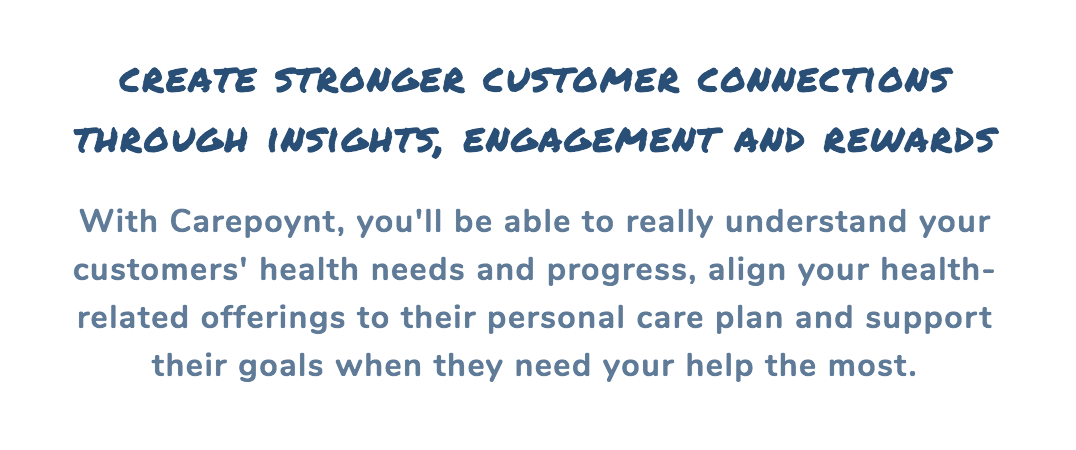 CREATE STRONGER CUSTOMER CONNECTIONS
THROUGH INSIGHTS, ENGAGEMENT AND REWARDS
With Carepoynt, you'll be able to really understand your
customers' health needs and progress, align your health-
related offerings to their personal care plan and support
their goals when they need your help the most.